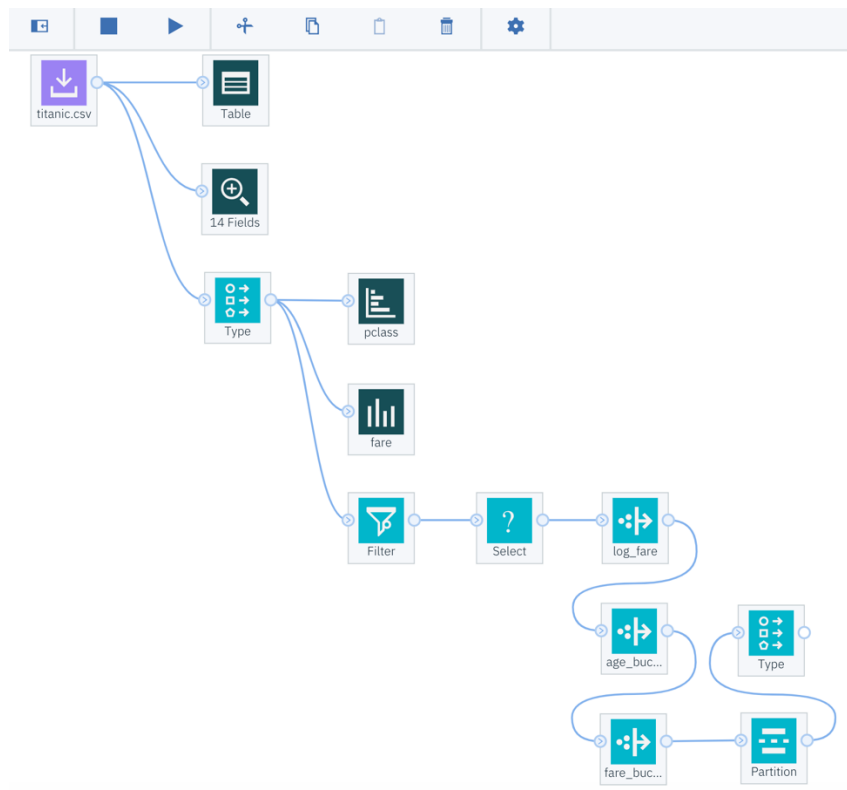 titanic.csv
Table
14 Fields
Type
pclass
fare
Filter
?
Select
log_fare
age_buc...
Type
fare_buc...
Partition